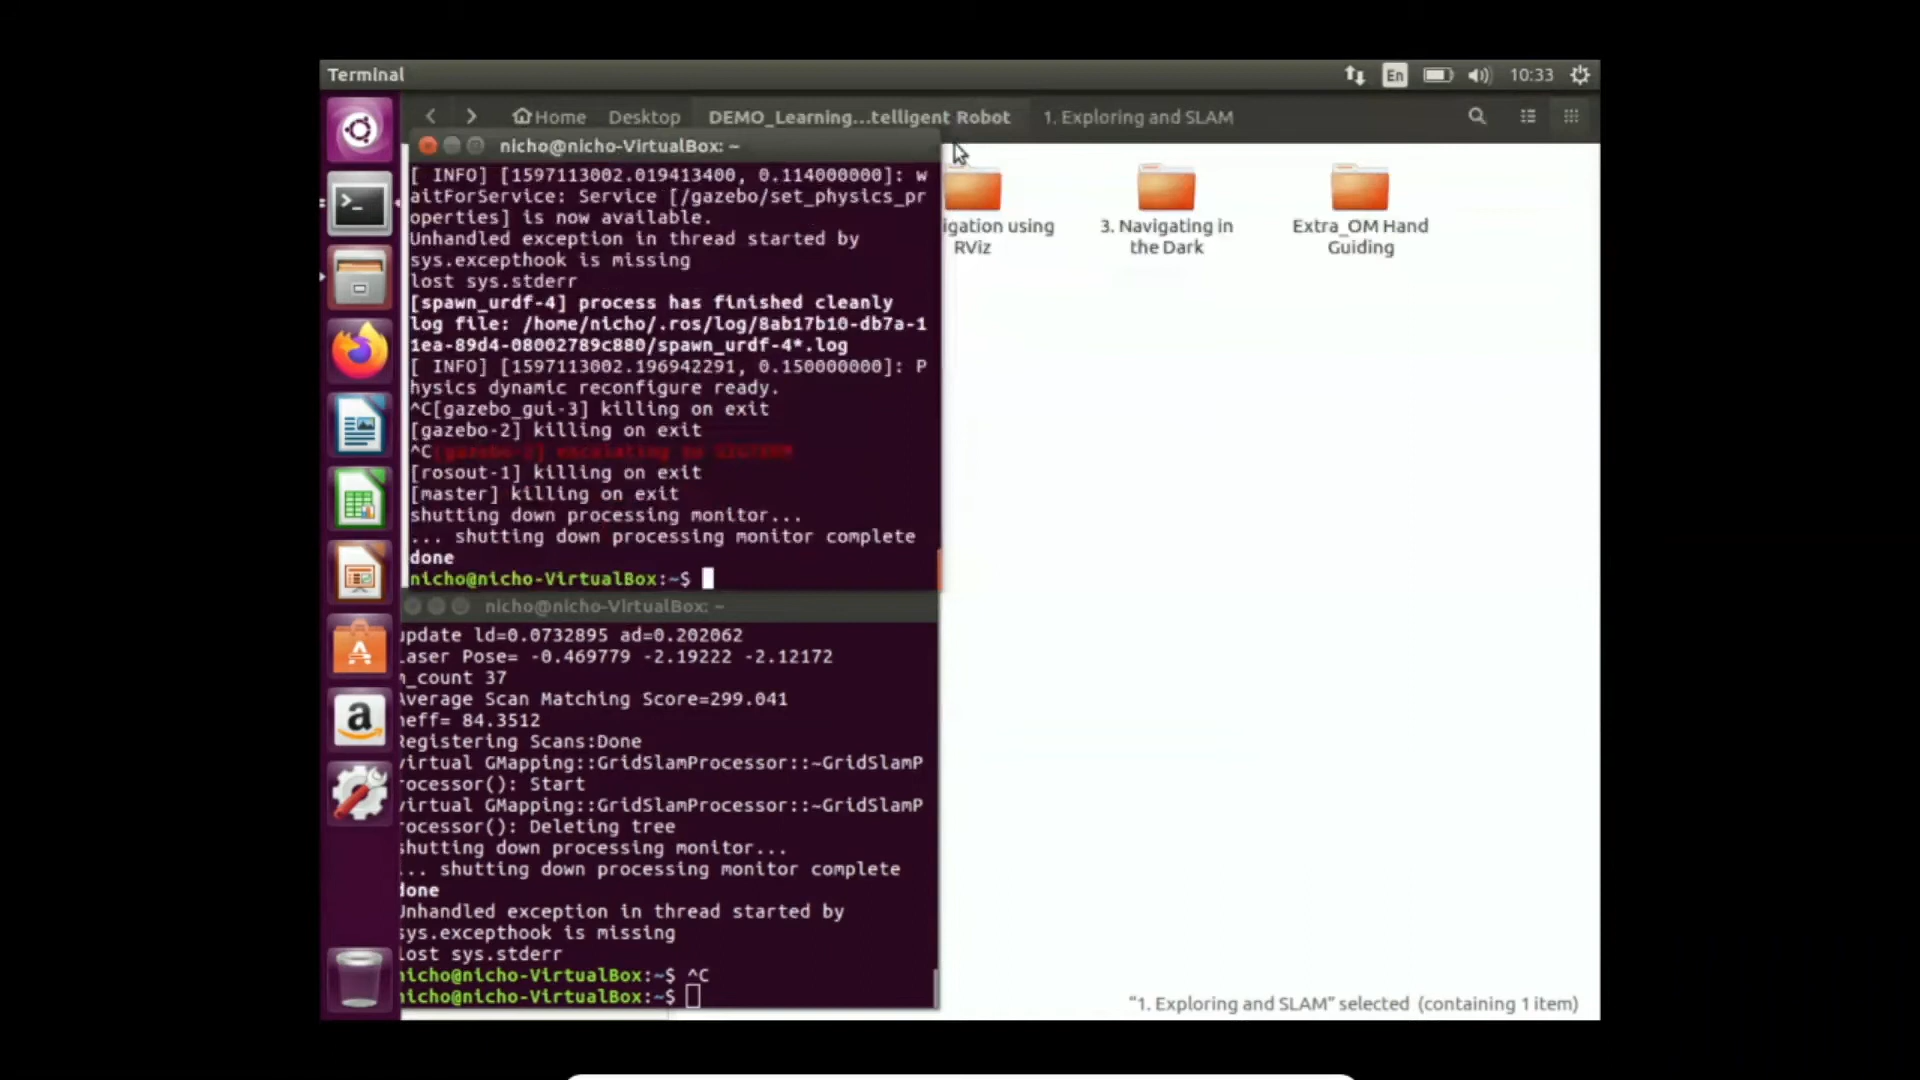 Terminal
En
10:33
Home
Desktop
DEMO_Learning...telligent Robot
1. Exploring and SLAM
nicho@nicho-VirtualBox: ~
[ INFO] [1597113002.019413400, 0.114000000]: w
aitForService: Service [/gazebo/set_physics_pr
operties] is now available.
Unhandled exception in thread started by
sys.excepthook is missing
lost sys.stderr
[spawn_urdf-4] process has finished cleanly
log file: /home/nicho/.ros/log/8ab17b10-db7a-1
1ea-89d4-08002789c880/spawn_urdf-4*.log
[ INFO] [1597113002.196942291, 0.150000000]: P
hysics dynamic reconfigure ready.
^C[gazebo_gui-3] killing on exit
[gazebo-2] killing on exit
^C[gazebo-2] escalating to SIGTERM
[rosout-1] killing on exit
[master] killing on exit
shutting down processing monitor...
... shutting down processing monitor complete
done
nicho@nicho-VirtualBox:~$
nicho@nicho-VirtualBox: ~
update ld=0.0732895 ad=0.202062
Laser Pose= -0.469779 -2.19222 -2.12172
m_count 37
Average Scan Matching Score=299.041
neff= 84.3512
Registering Scans:Done
virtual GMapping::GridSlamProcessor::~GridSlamP
rocessor(): Start
virtual GMapping::GridSlamProcessor::~GridSlamP
rocessor(): Deleting tree
shutting down processing monitor...
... shutting down processing monitor complete
done
Unhandled exception in thread started by
sys.excepthook is missing
lost sys.stderr
nicho@nicho-VirtualBox:~$ ^C
nicho@nicho-VirtualBox:~$
igation using
RViz
3. Navigating in
the Dark
Extra_OM Hand
Guiding
"1. Exploring and SLAM" selected (containing 1 item)